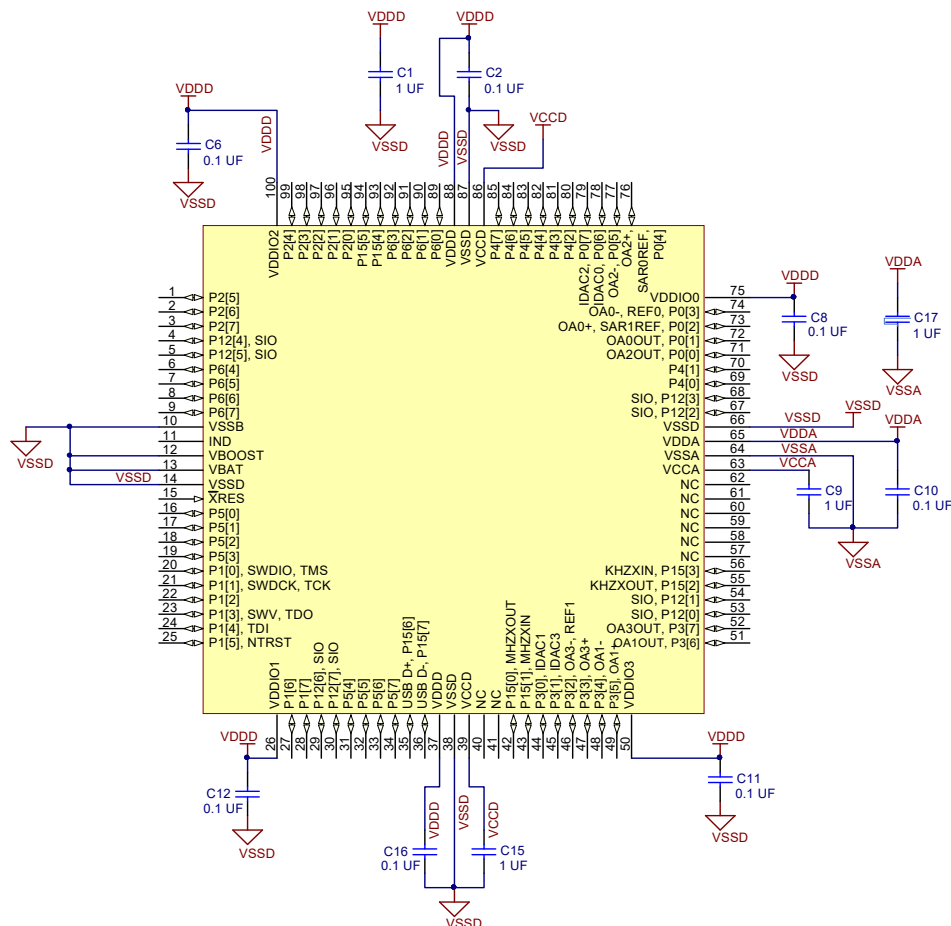 VDDD
VDDD
C1
1 UF
VSSD
C2
0.1 UF
VSSD
VDDD
C6
0.1 UF
VSSD
VDDD
VDDD
VSSD
VCCD
100
99
98
97
96
95
94
93
92
91
90
89
88
87
86
85
84
83
82
81
80
79
78
77
76
VDDIO2
P2[4]
P2[3]
P2[2]
P2[1]
P2[0]
P15[5]
P15[4]
P6[3]
P6[2]
P6[1]
P6[0]
VDDD
VSSD
VCCD
P4[7]
P4[6]
P4[5]
P4[4]
P4[3]
P4[2]
IDAC2, P0[7]
IDAC0, P0[6]
OA2-, P0[5]
OA2+,
SAR0REF,
P0[4]
1 P2[5]
2 P2[6]
3 P2[7]
4 P12[4], SIO
5 P12[5], SIO
6 P6[4]
7 P6[5]
8 P6[6]
9 P6[7]
10 VSSB
11 IND
12 VBOOST
13 VBAT
VSSD 14 VSSD
15 XRES
16 P5[0]
17 P5[1]
18 P5[2]
19 P5[3]
20 P1[0], SWDIO, TMS
21 P1[1], SWDCK, TCK
22 P1[2]
23 P1[3], SWV, TDO
24 P1[4], TDI
25 P1[5], NTRST
VSSD
VDDIO0 75
OA0-, REF0, P0[3] 74
OA0+, SAR1REF, P0[2] 73
OA0OUT, P0[1] 72
OA2OUT, P0[0] 71
P4[1] 70
P4[0] 69
SIO, P12[3] 68
SIO, P12[2] 67
VSSD 66 VSSD
VDDA 65 VDDA
VSSA 64 VSSA
VCCA 63 VCCA
NC 62
NC 61
NC 60
NC 59
NC 58
NC 57
KHZXIN, P15[3] 56
KHZXOUT, P15[2] 55
SIO, P12[1] 54
SIO, P12[0] 53
OA3OUT, P3[7] 52
OA1OUT, P3[6] 51
VDDD
C8
0.1 UF
VSSD
VDDA
C17
1 UF
VSSA
VSSD
VDDA
C9
1 UF
C10
0.1 UF
VSSA
VDDIO1
P1[6]
P1[7]
P12[6], SIO
P12[7], SIO
P5[4]
P5[5]
P5[6]
P5[7]
USB D+, P15[6]
USB D-, P15[7]
VDDD
VSSD
VCCD
NC
NC
P15[0], MHZXOUT
P15[1], MHZXIN
P3[0], IDAC1
P3[1], IDAC3
P3[2], OA3-, REF1
P3[3], OA3+
P3[4], OA1-
P3[5], OA1+
VDDIO3
26
27
28
29
30
31
32
33
34
35
36
37
38
39
40
41
42
43
44
45
46
47
48
49
50
VDDD
C12
0.1 UF
VSSD
VDDD
VSSD
VCCD
C16
0.1 UF
C15
1 UF
VSSD
VDDD
C11
0.1 UF
VSSD